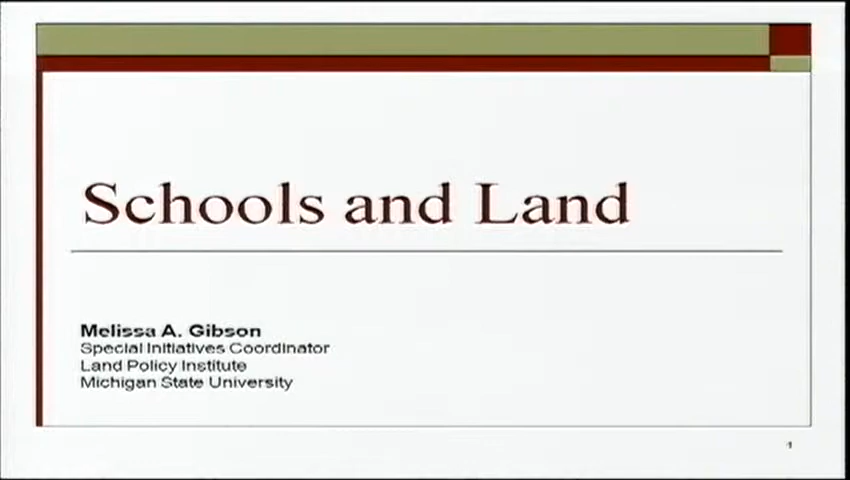 Schools and Land
Melissa A. Gibson
Special Initiatives Coordinator
Land Policy Institute
Michigan State University
1